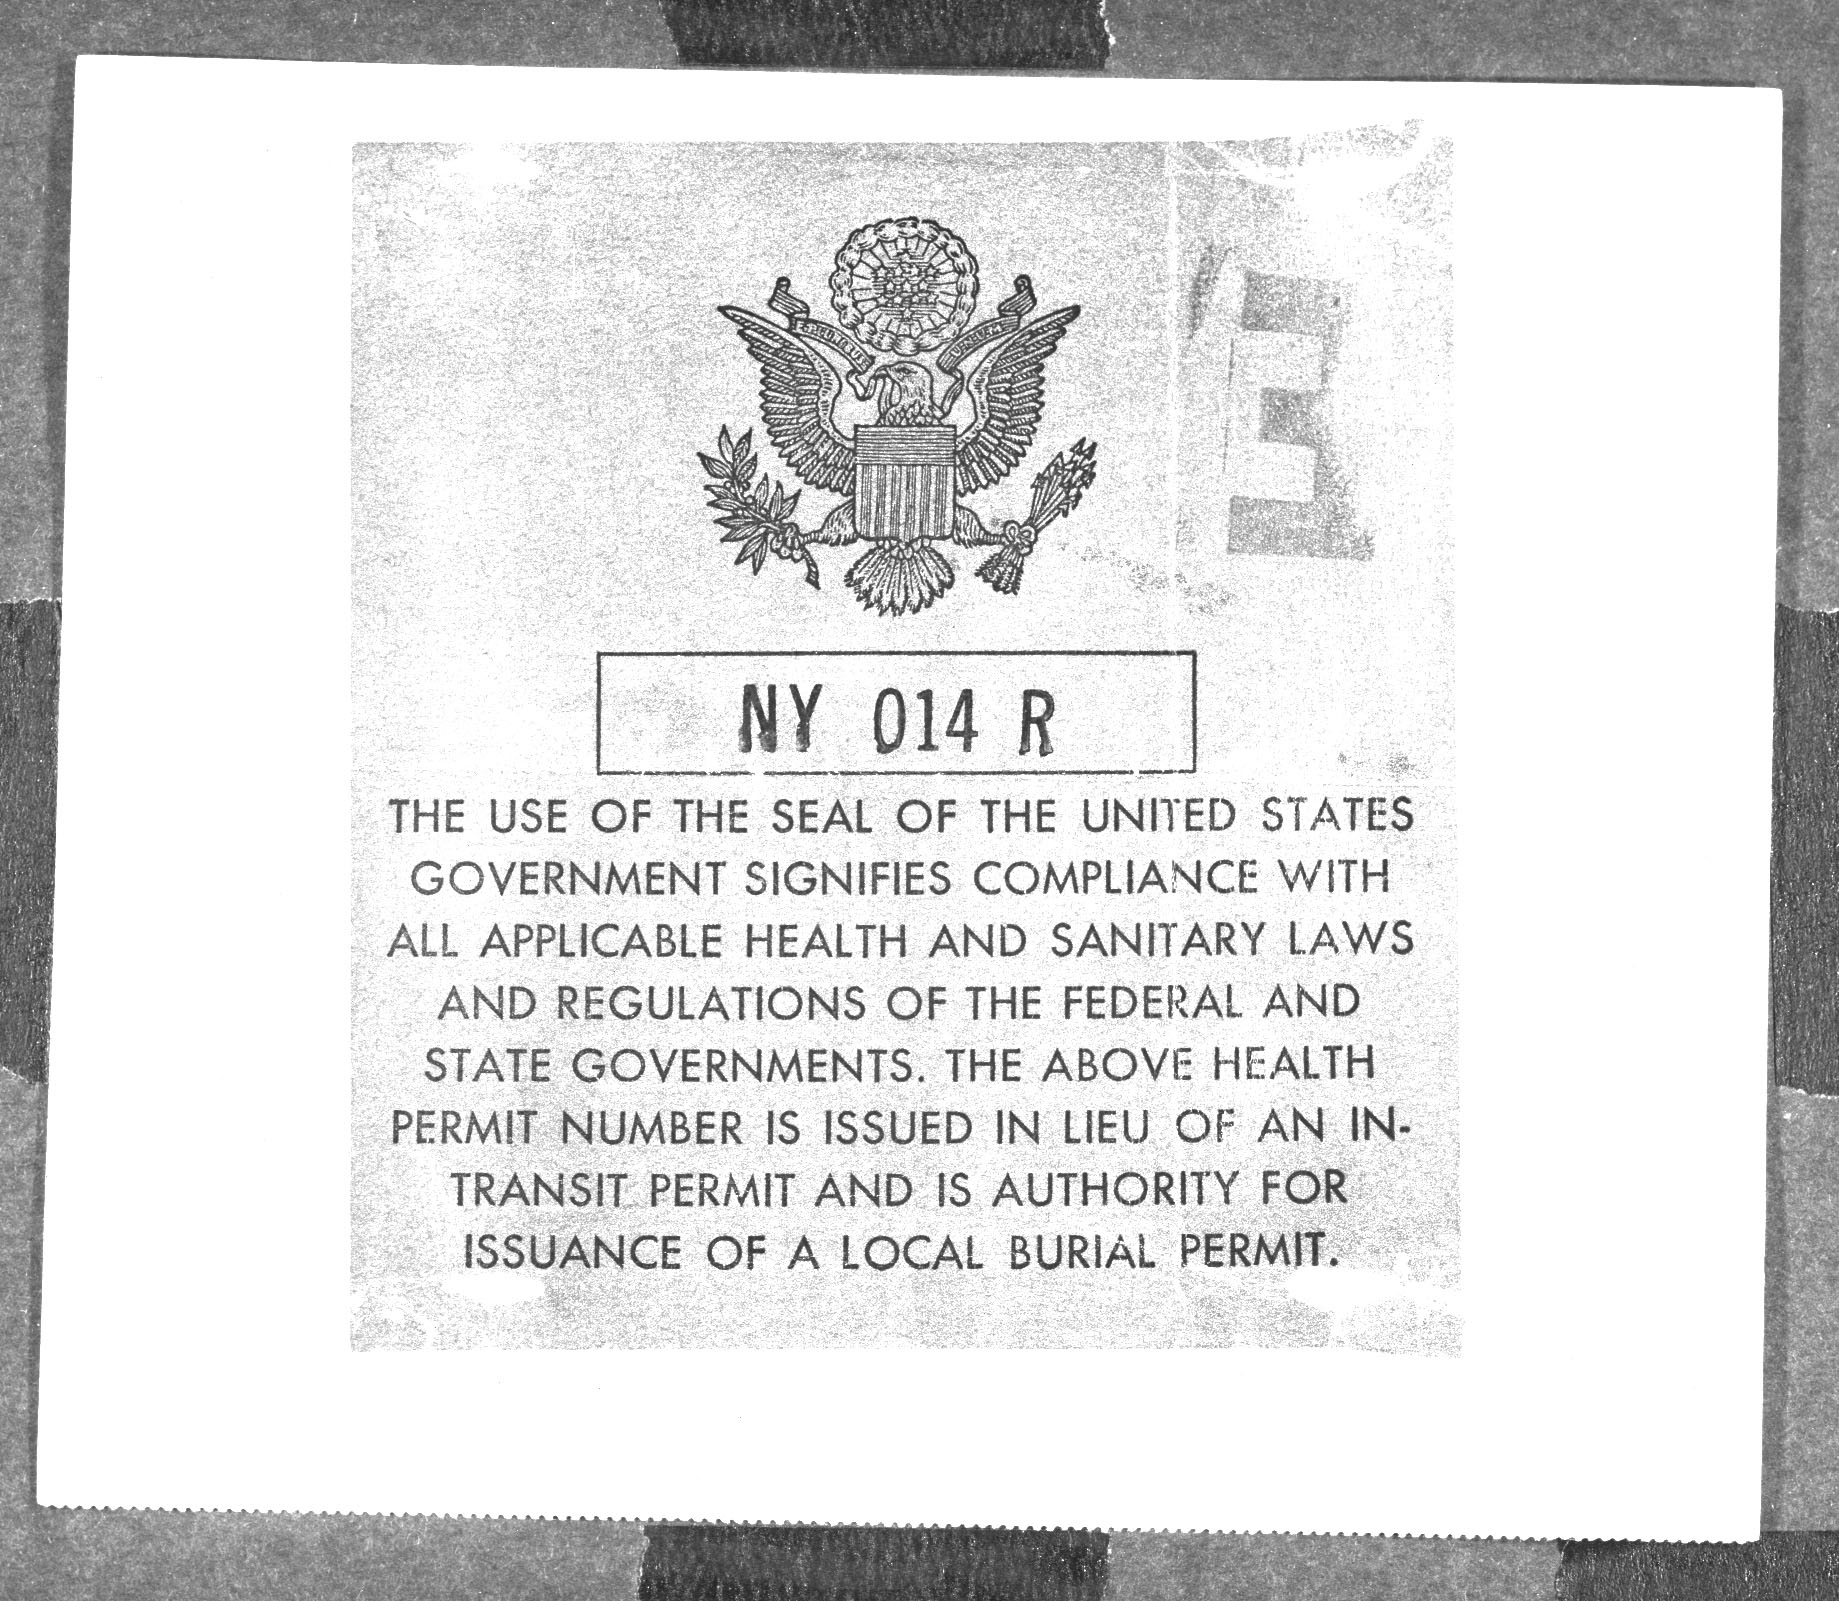 NY 014 R
THE USE OF THE SEAL OF THE UNITED STATES
GOVERNMENT SIGNIFIES COMPLIANCE WITH
ALL APPLICABLE HEALTH AND SANITARY LAWS
AND REGULATIONS OF THE FEDERAL AND
STATE GOVERNMENTS. THE ABOVE HEALTH
PERMIT NUMBER IS ISSUED IN LIEU OF AN IN-
TRANSIT PERMIT AND IS AUTHORITY FOR
ISSUANCE OF A LOCAL BURIAL PERMIT.